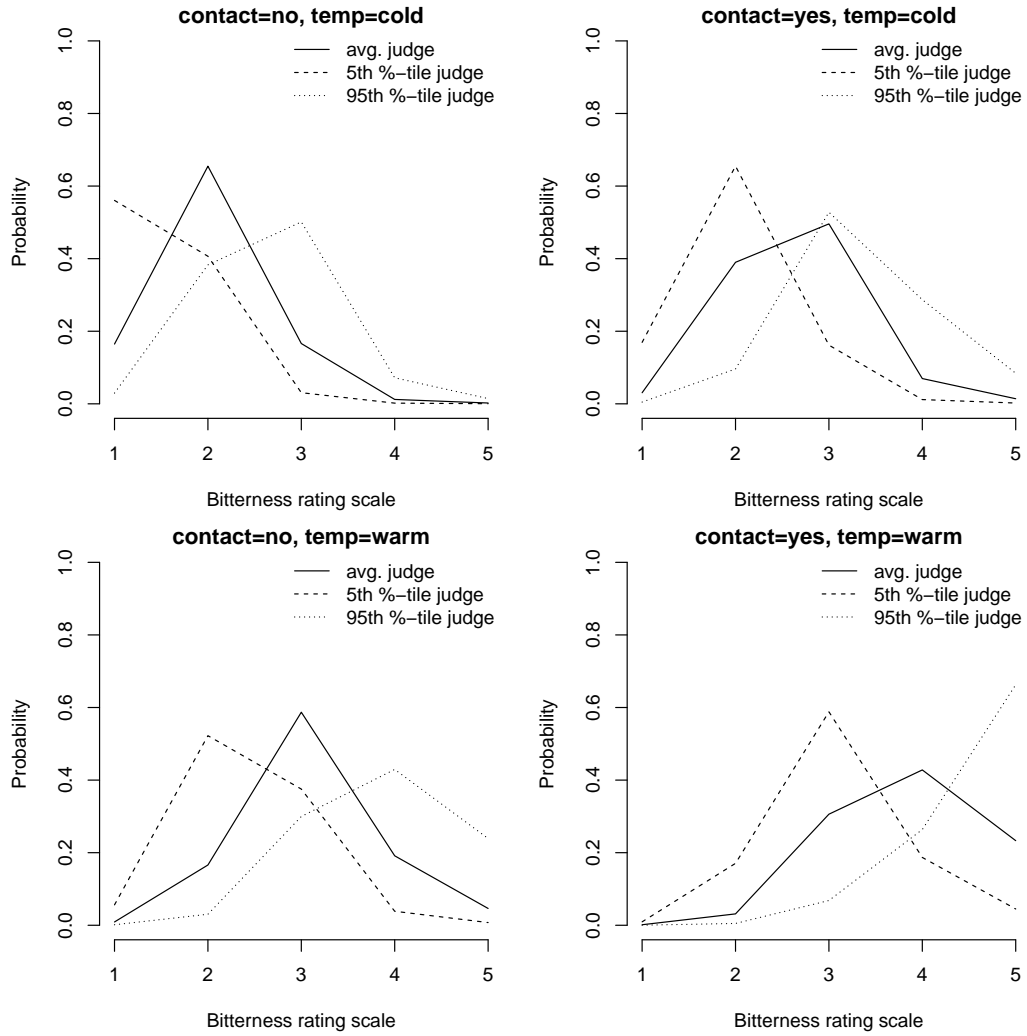 contact=no, temp=cold
avg. judge
5th %−tile judge
95th %−tile judge
Probability
1.0
0.8
0.6
0.4
0.2
0.0
1 2 3 4 5
Bitterness rating scale
contact=yes, temp=cold
avg. judge
5th %−tile judge
95th %−tile judge
Probability
1.0
0.8
0.6
0.4
0.2
0.0
1 2 3 4 5
Bitterness rating scale
contact=no, temp=warm
avg. judge
5th %−tile judge
95th %−tile judge
Probability
1.0
0.8
0.6
0.4
0.2
0.0
1 2 3 4 5
Bitterness rating scale
contact=yes, temp=warm
avg. judge
5th %−tile judge
95th %−tile judge
Probability
1.0
0.8
0.6
0.4
0.2
0.0
1 2 3 4 5
Bitterness rating scale